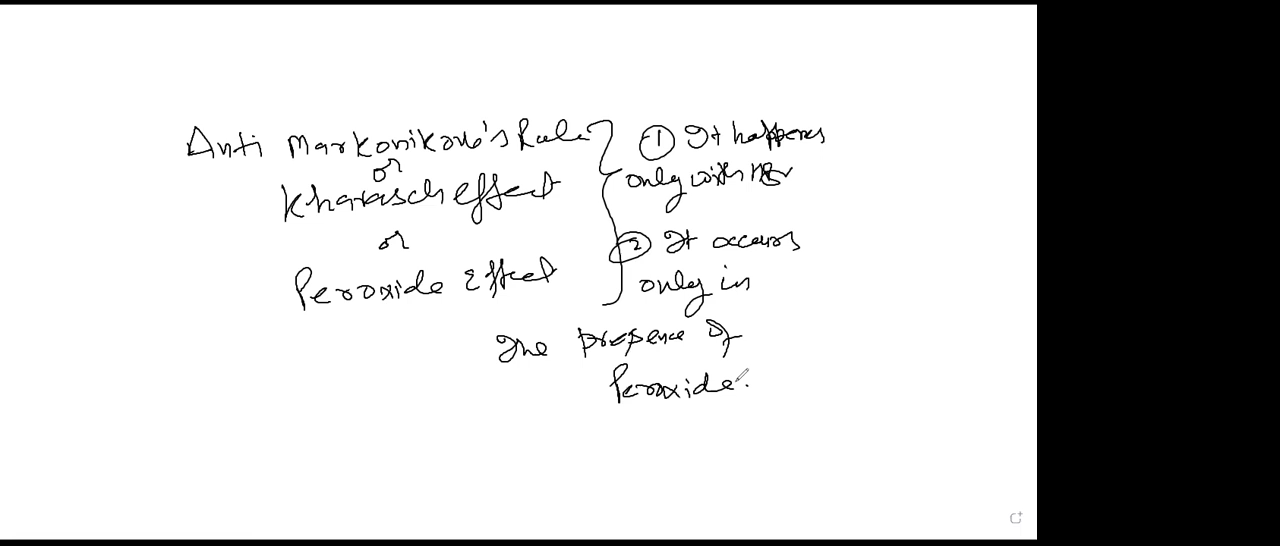 Anti Markonikov's Rule
or
Kharasch effect
or
Peroxide Effect
① It happens
only with HBr
② It occurs
only in
the presence of
Peroxide.